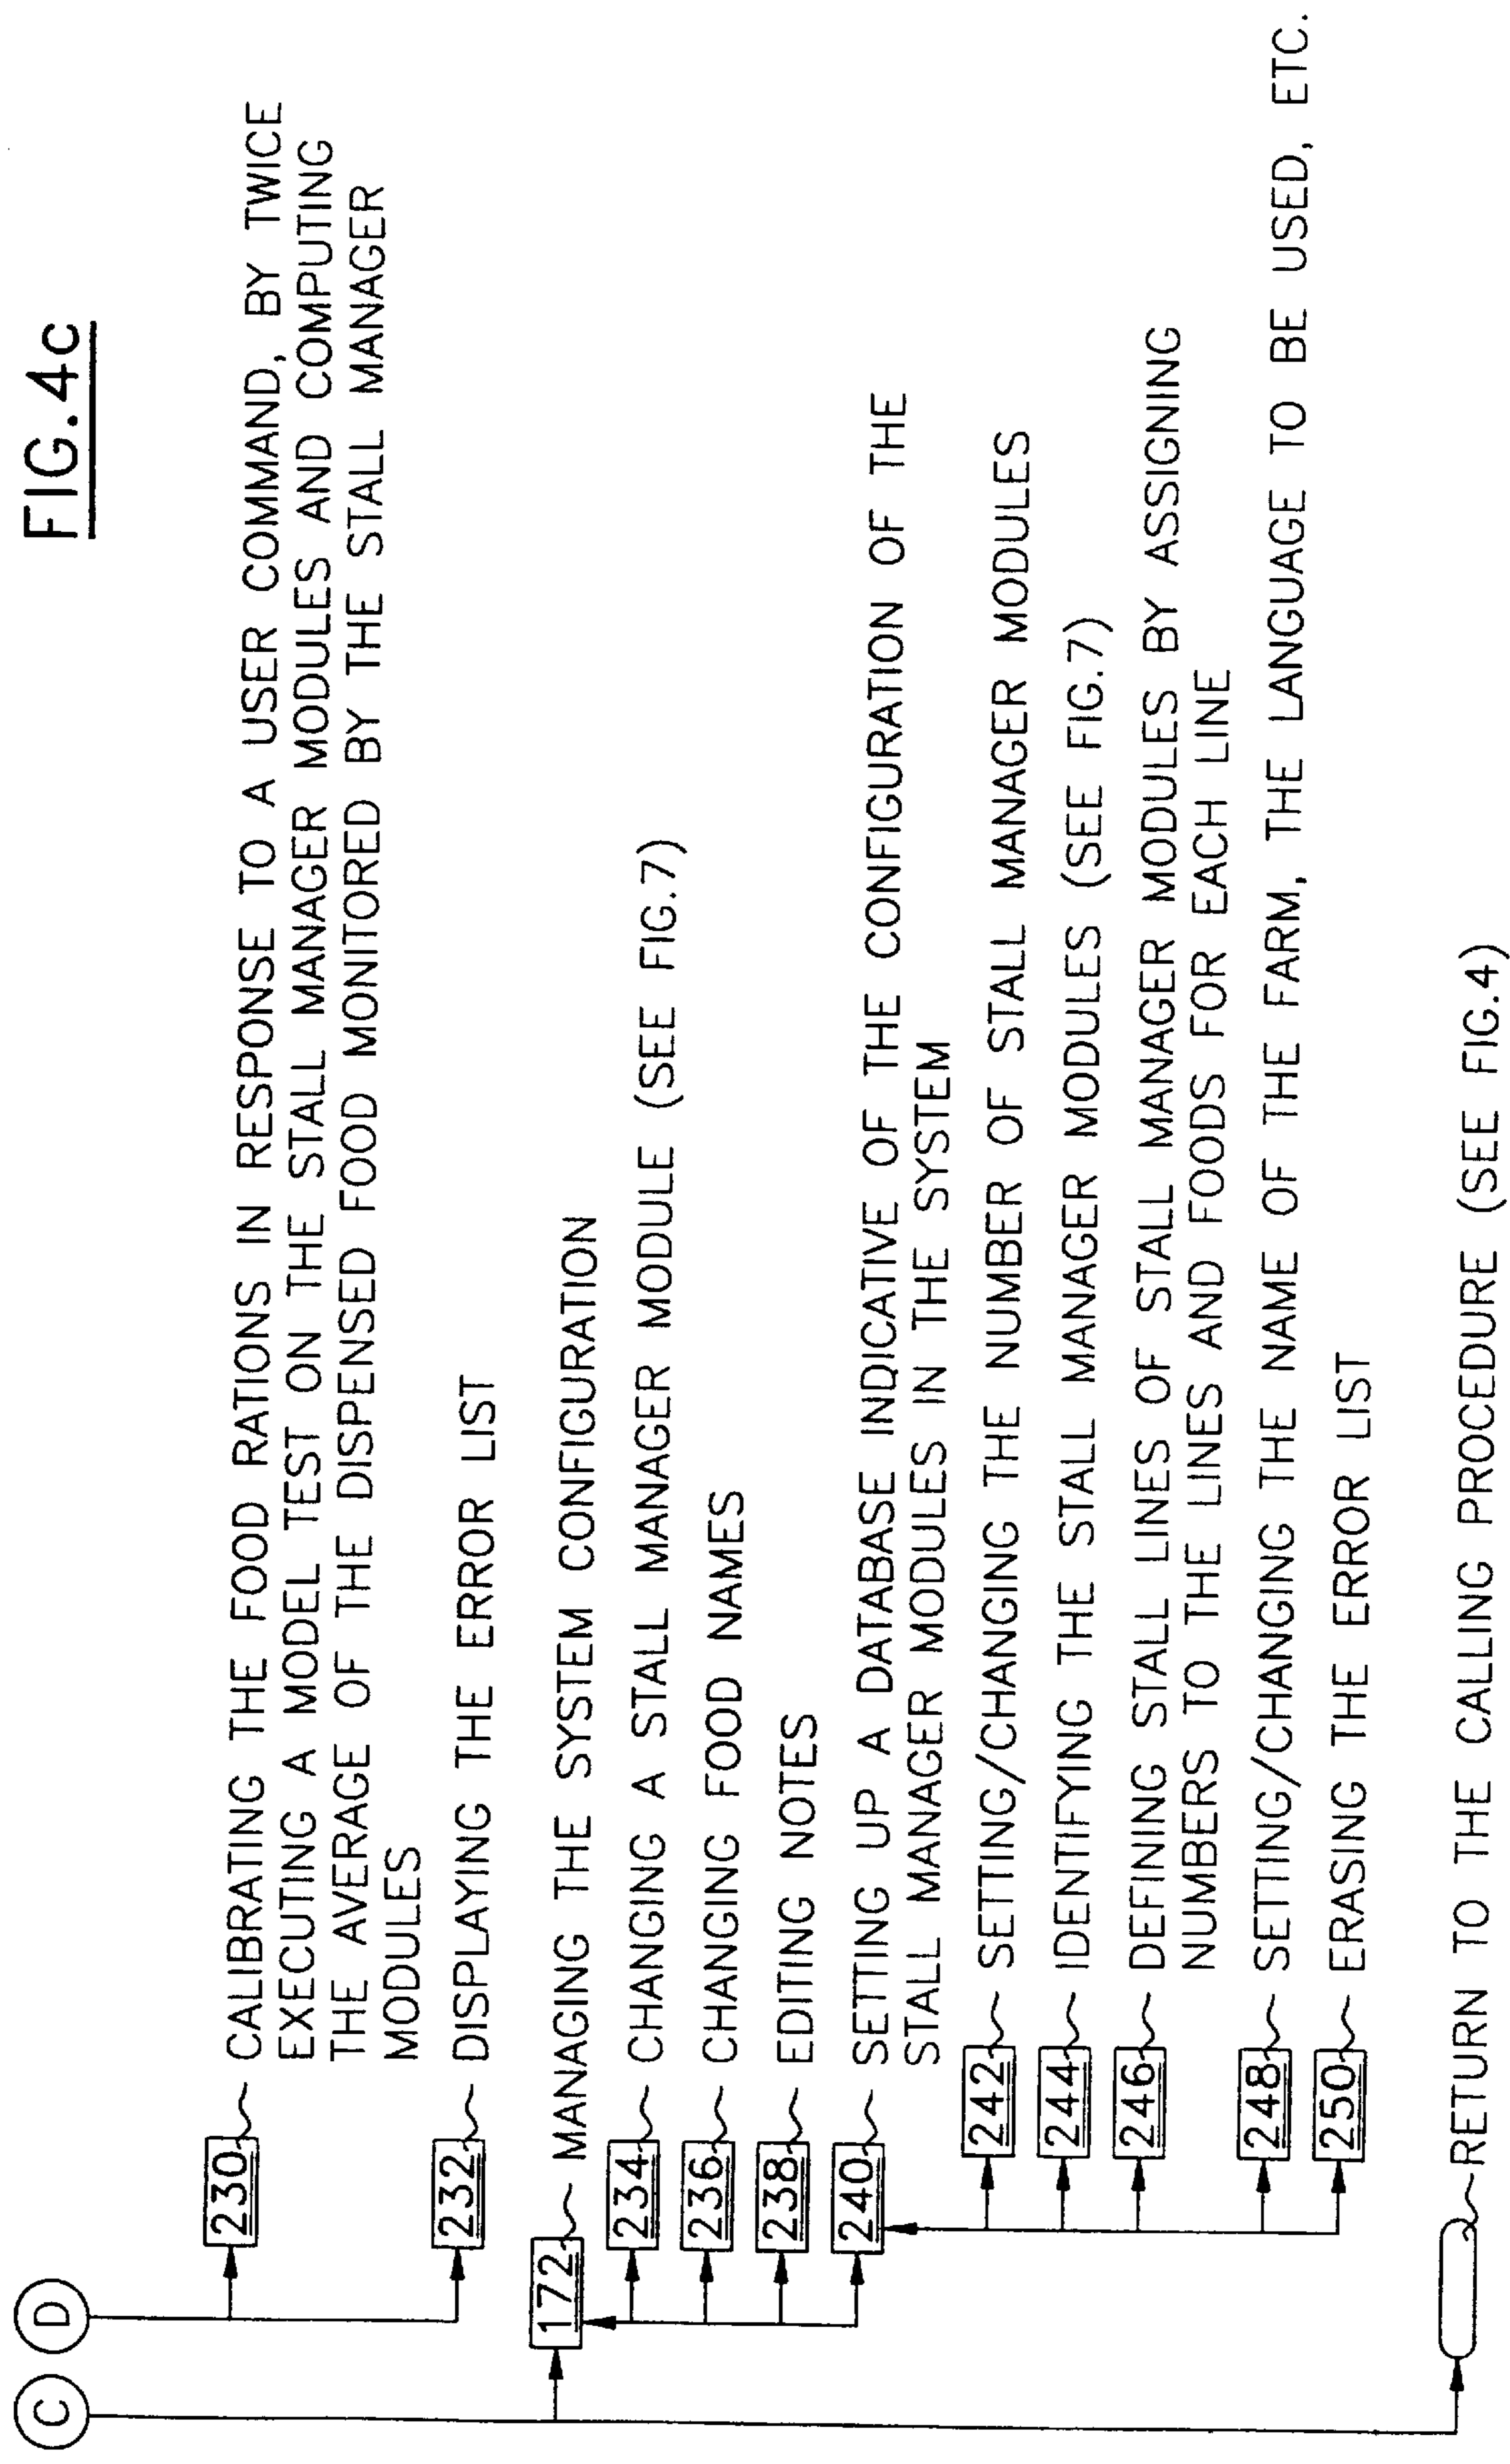 FIG.4c
C
D
230
CALIBRATING THE FOOD RATIONS IN RESPONSE TO A USER COMMAND, BY TWICE
EXECUTING A MODEL TEST ON THE STALL MANAGER MODULES AND COMPUTING
THE AVERAGE OF THE DISPENSED FOOD MONITORED BY THE STALL MANAGER
MODULES
232
DISPLAYING THE ERROR LIST
172
MANAGING THE SYSTEM CONFIGURATION
234
CHANGING A STALL MANAGER MODULE (SEE FIG.7)
236
CHANGING FOOD NAMES
238
EDITING NOTES
240
SETTING UP A DATABASE INDICATIVE OF THE CONFIGURATION OF THE
STALL MANAGER MODULES IN THE SYSTEM
242
SETTING/CHANGING THE NUMBER OF STALL MANAGER MODULES
244
IDENTIFYING THE STALL MANAGER MODULES (SEE FIG.7)
246
DEFINING STALL LINES OF STALL MANAGER MODULES BY ASSIGNING
NUMBERS TO THE LINES AND FOODS FOR EACH LINE
248
SETTING/CHANGING THE NAME OF THE FARM, THE LANGUAGE TO BE USED, ETC.
250
ERASING THE ERROR LIST
RETURN TO THE CALLING PROCEDURE (SEE FIG.4)